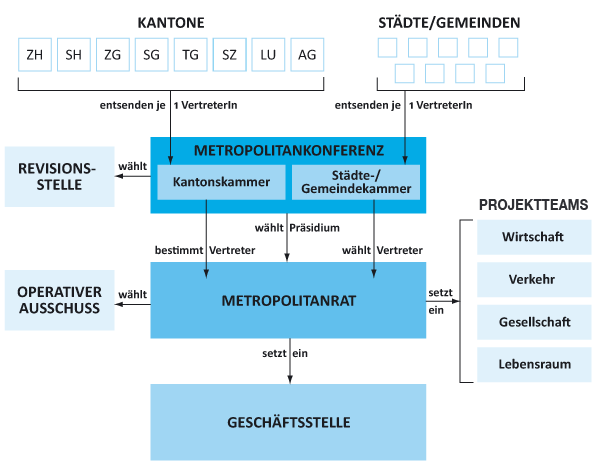 KANTONE
STÄDTE/GEMEINDEN
ZH SH ZG SG TG SZ LU AG
entsenden je 1 VertreterIn
entsenden je 1 VertreterIn
METROPOLITANKONFERENZ
REVISIONS-
STELLE
wählt
Kantonskammer
Städte-/
Gemeindekammer
PROJEKTTEAMS
wählt Präsidium
bestimmt Vertreter
wählt Vertreter
Wirtschaft
Verkehr
Gesellschaft
Lebensraum
OPERATIVER
AUSSCHUSS
wählt
METROPOLITANRAT
setzt
ein
setzt ein
GESCHÄFTSSTELLE